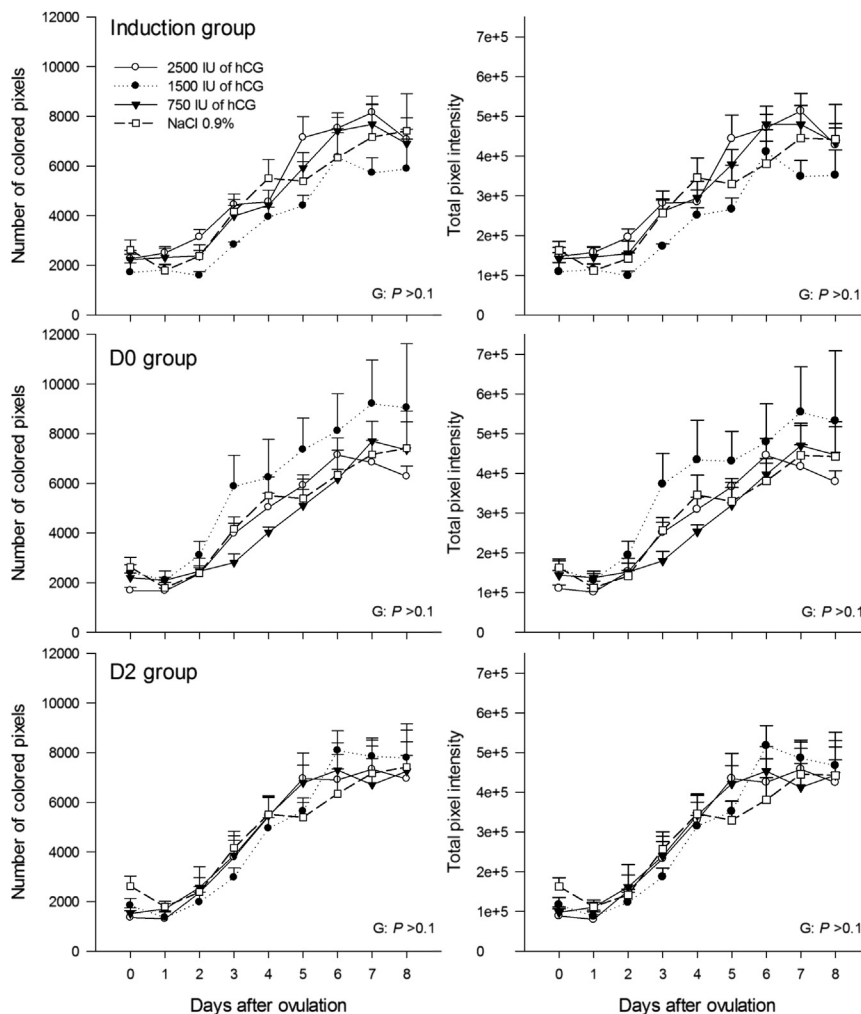 Induction group
2500 IU of hCG
1500 IU of hCG
750 IU of hCG
NaCl 0.9%
Number of colored pixels
12000
10000
8000
6000
4000
2000
0
G: P >0.1
Total pixel intensity
7e+5
6e+5
5e+5
4e+5
3e+5
2e+5
1e+5
0
G: P >0.1
D0 group
Number of colored pixels
12000
10000
8000
6000
4000
2000
0
G: P >0.1
Total pixel intensity
7e+5
6e+5
5e+5
4e+5
3e+5
2e+5
1e+5
0
G: P >0.1
D2 group
Number of colored pixels
12000
10000
8000
6000
4000
2000
0
G: P >0.1
0 1 2 3 4 5 6 7 8
Days after ovulation
Total pixel intensity
7e+5
6e+5
5e+5
4e+5
3e+5
2e+5
1e+5
0
G: P >0.1
0 1 2 3 4 5 6 7 8
Days after ovulation